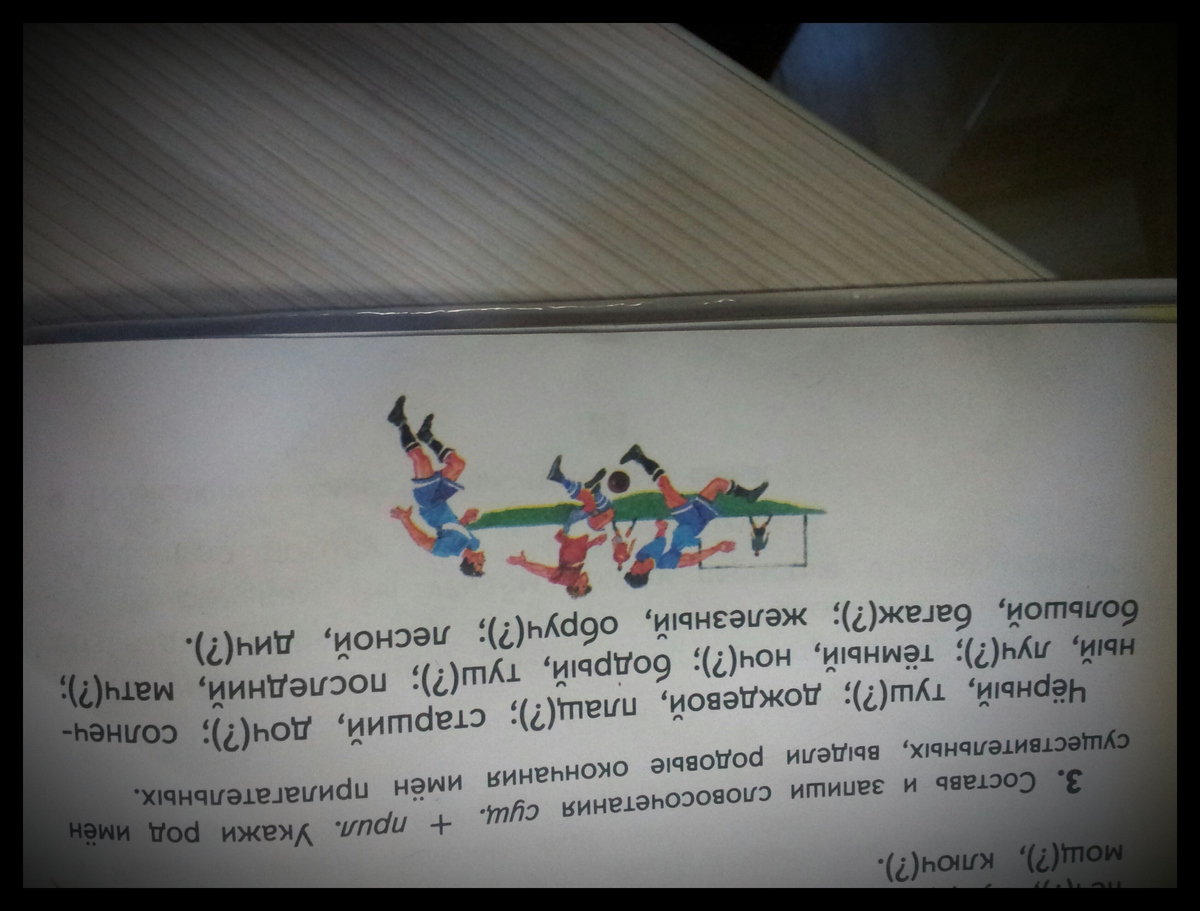 мощ(?), ключ(?).
3. Составь и запиши словосочетания сущ. + прил. Укажи род имён
существительных, выдели родовые окончания имён прилагательных.
Чёрный, туш(?); дождевой, плащ(?); старший, доч(?); солнеч-
ный, луч(?); тёмный, ноч(?); бодрый, туш(?); последний, матч(?);
большой, багаж(?); железный, обруч(?); лесной, дич(?).